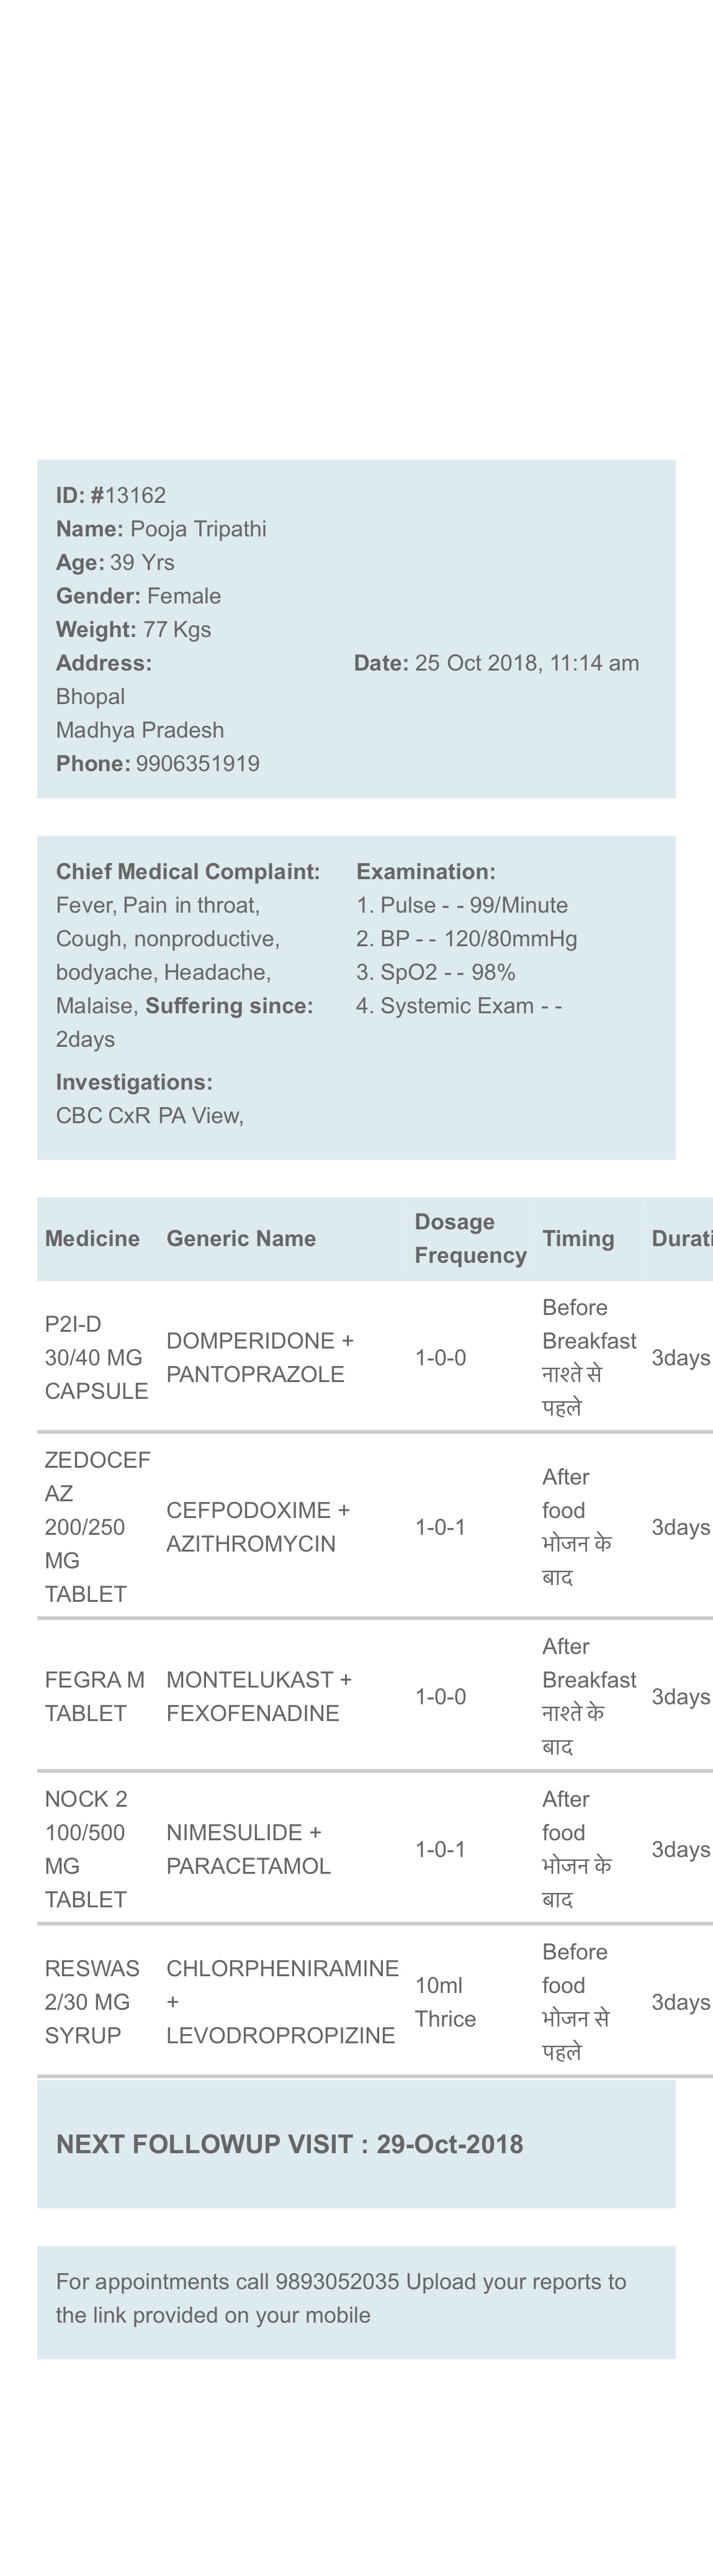 ID: #13162
Name: Pooja Tripathi
Age: 39 Yrs
Gender: Female
Weight: 77 Kgs
Address:
Bhopal
Madhya Pradesh
Phone: 9906351919
Date: 25 Oct 2018, 11:14 am
Chief Medical Complaint:
Fever, Pain in throat,
Cough, nonproductive,
bodyache, Headache,
Malaise, Suffering since:
2days
Investigations:
CBC CxR PA View,
Examination:
1. Pulse - - 99/Minute
2. BP - - 120/80mmHg
3. SpO2 - - 98%
4. Systemic Exam - -
Medicine
Generic Name
Dosage
Frequency
Timing
Durati
P2I-D
30/40 MG
CAPSULE
DOMPERIDONE +
PANTOPRAZOLE
1-0-0
Before
Breakfast
नाश्ते से
पहले
3days
ZEDOCEF
AZ
200/250
MG
TABLET
CEFPODOXIME +
AZITHROMYCIN
1-0-1
After
food
भोजन के
बाद
3days
FEGRA M
TABLET
MONTELUKAST +
FEXOFENADINE
1-0-0
After
Breakfast
नाश्ते के
बाद
3days
NOCK 2
100/500
MG
TABLET
NIMESULIDE +
PARACETAMOL
1-0-1
After
food
भोजन के
बाद
3days
RESWAS
2/30 MG
SYRUP
CHLORPHENIRAMINE
+
LEVODROPROPIZINE
10ml
Thrice
Before
food
भोजन से
पहले
3days
NEXT FOLLOWUP VISIT : 29-Oct-2018
For appointments call 9893052035 Upload your reports to
the link provided on your mobile